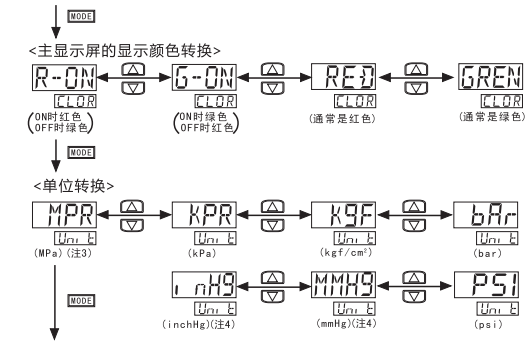 MODE
<主显示屏的显示颜色转换>
R-ON G-ON RED GREN
CLOR CLOR CLOR CLOR
(ON时红色 OFF时绿色) (ON时绿色 OFF时红色) (通常是红色) (通常是绿色)
MODE
<单位转换>
MPA KPA KgF bAr
Unit Unit Unit Unit
(MPa)(注3) (kPa) (kgf/cm²) (bar)
inHg MMHg PSI
MODE
Unit Unit Unit
(inchHg)(注4) (mmHg)(注4) (psi)